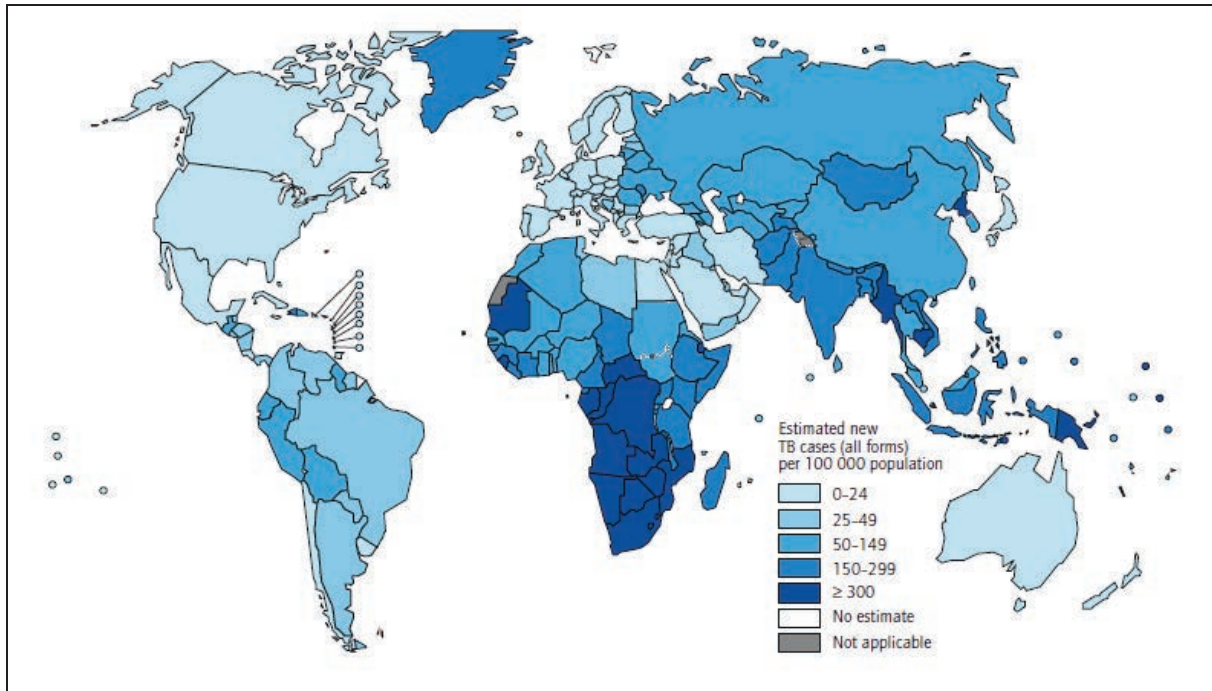 Estimated new
TB cases (all forms)
per 100 000 population
0–24
25–49
50–149
150–299
≥ 300
No estimate
Not applicable